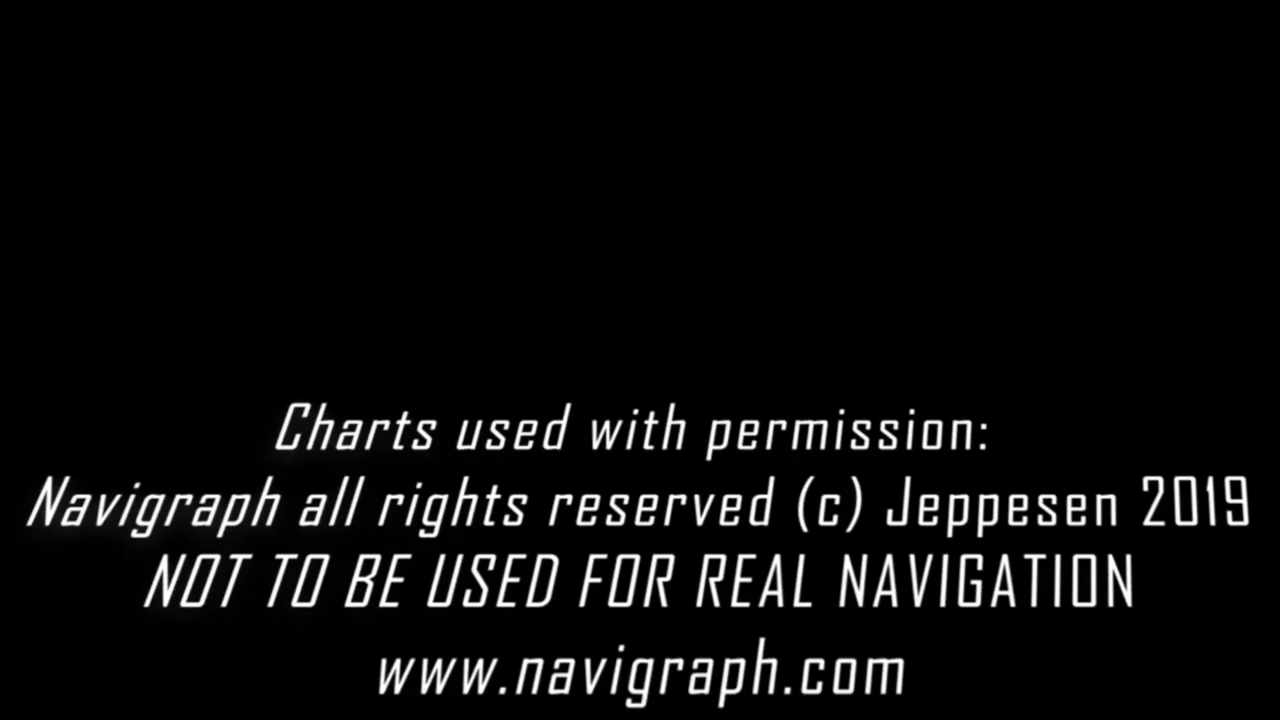 Charts used with permission:
Navigraph all rights reserved (c) Jeppesen 2019
NOT TO BE USED FOR REAL NAVIGATION
www.navigraph.com